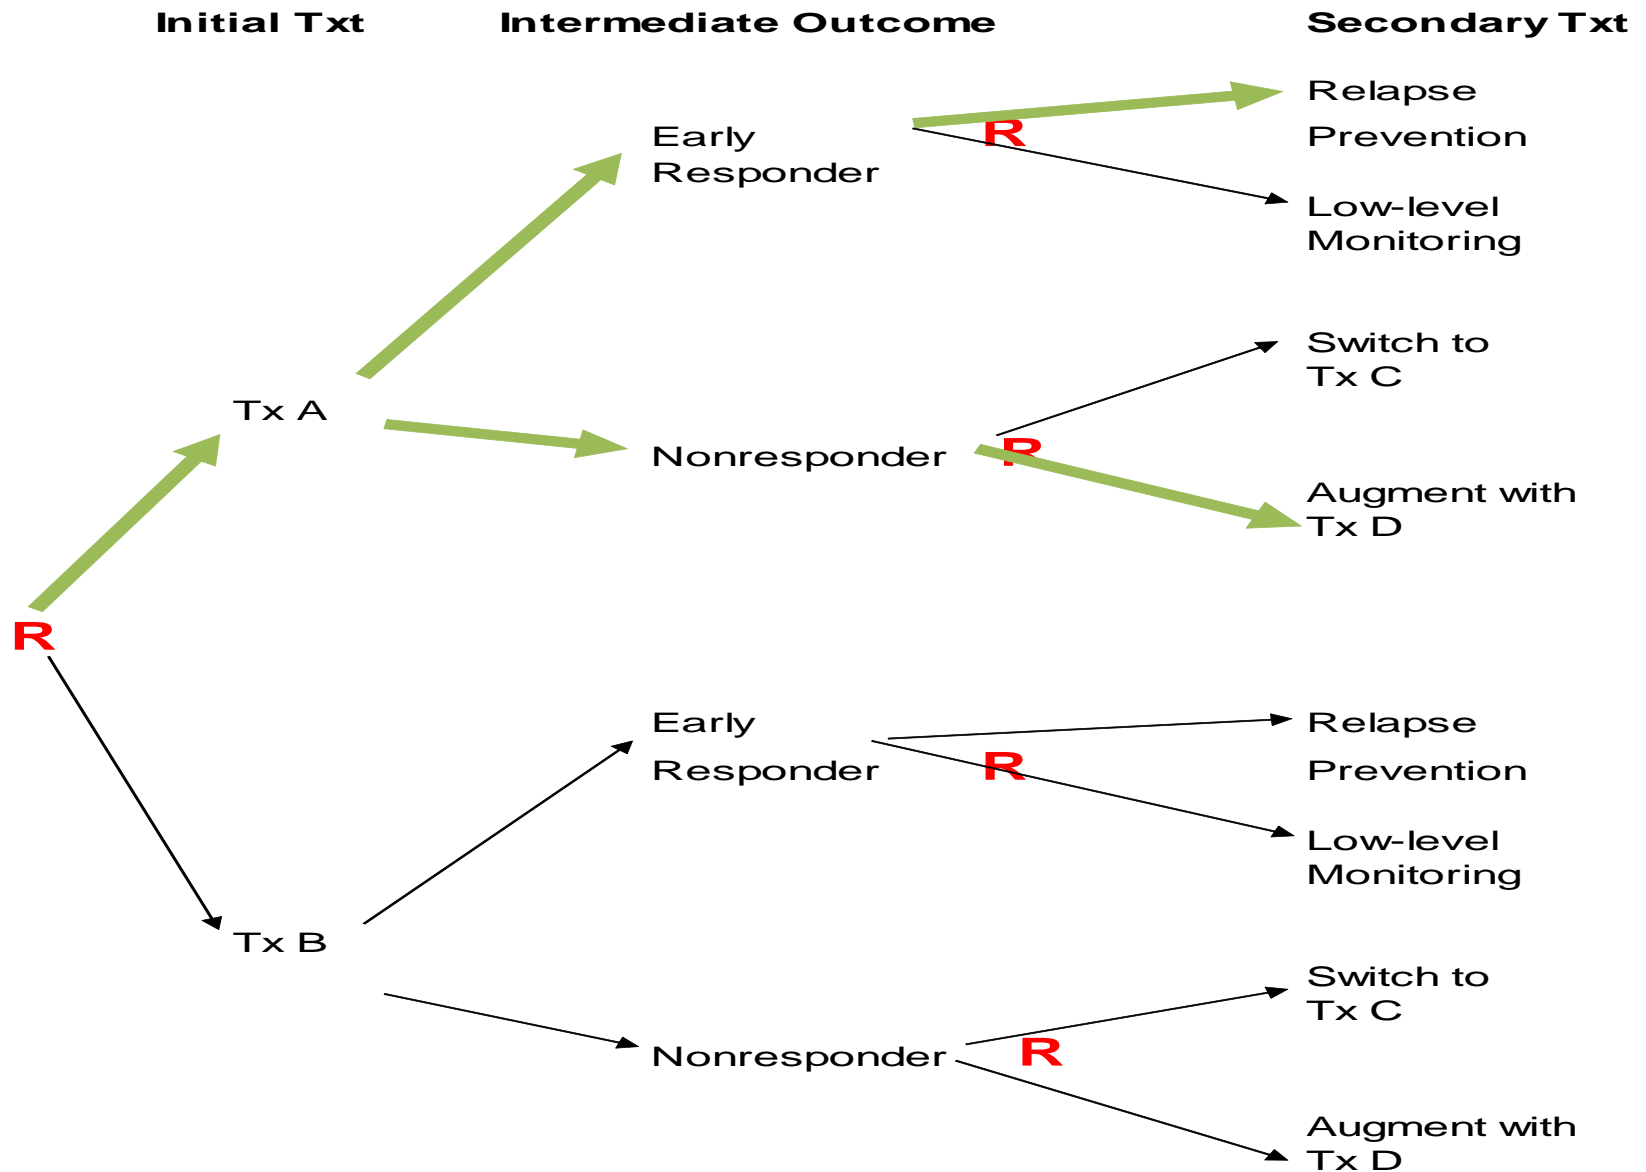 Initial Txt Intermediate Outcome Secondary Txt
Relapse
Early R Prevention
Responder
Low-level
Monitoring
Switch to
Tx C
Tx A
Nonresponder R
Augment with
Tx D
R
Early Relapse
Responder R Prevention
Low-level
Monitoring
Tx B
Switch to
Tx C
Nonresponder R
Augment with
Tx D